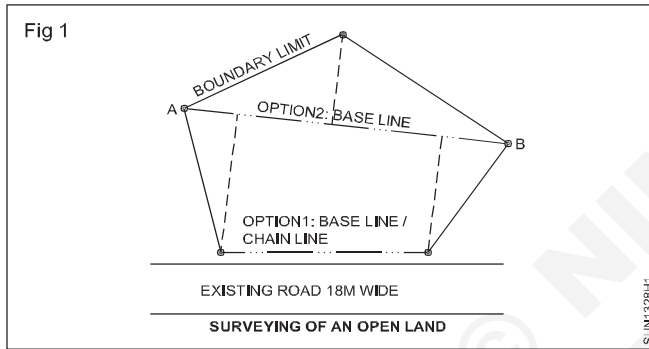 Fig 1
BOUNDARY LIMIT
A
OPTION2: BASE LINE
B
OPTION1: BASE LINE /
CHAIN LINE
EXISTING ROAD 18M WIDE
SURVEYING OF AN OPEN LAND
SUN1328H1